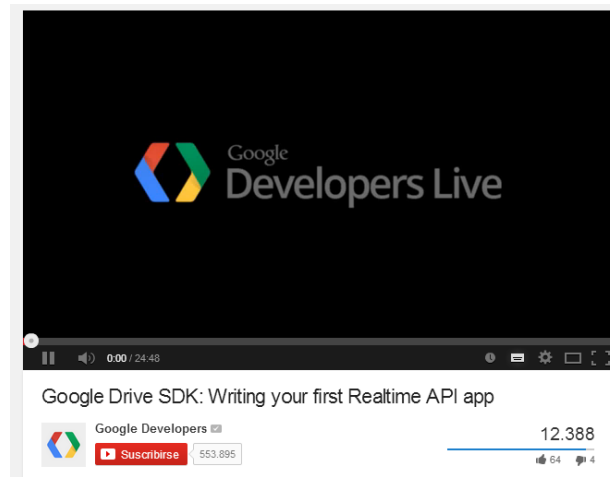 Google
Developers Live
0:00 / 24:48
Google Drive SDK: Writing your first Realtime API app
Google Developers
Suscribirse 553.895
12.388
64 4